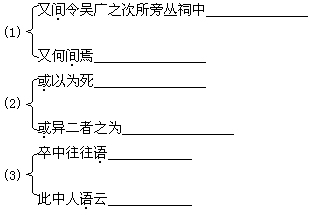 (1)
又间令吴广之次所旁丛祠中
又何间焉
(2)
或以为死
或异二者之为
(3)
卒中往往语
此中人语云